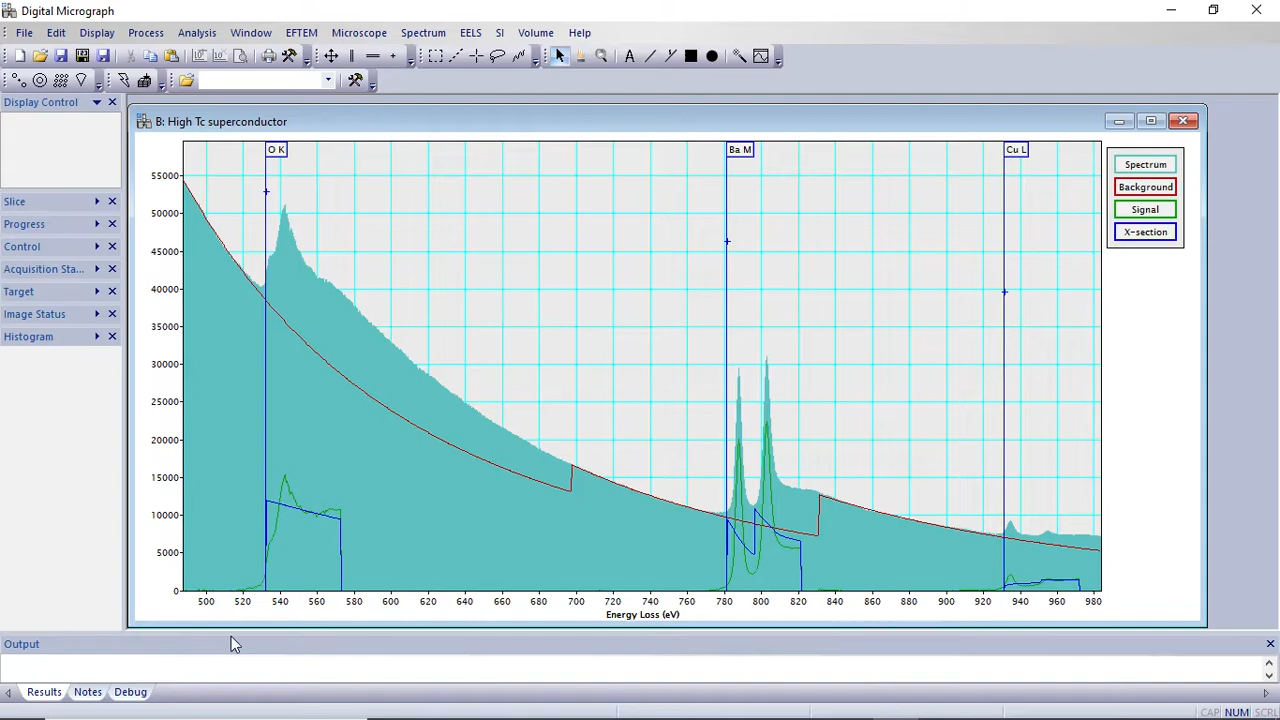 Digital Micrograph
File Edit Display Process Analysis Window EFTEM Microscope Spectrum EELS SI Volume Help
Display Control
Slice
Progress
Control
Acquisition Sta...
Target
Image Status
Histogram
B: High Tc superconductor
O K
Ba M
Cu L
Spectrum
Background
Signal
X-section
55000
50000
45000
40000
35000
30000
25000
20000
15000
10000
5000
0
500 520 540 560 580 600 620 640 660 680 700 720 740 760 780 800 820 840 860 880 900 920 940 960 980
Energy Loss (eV)
Output
Results Notes Debug
CAP NUM SCRL